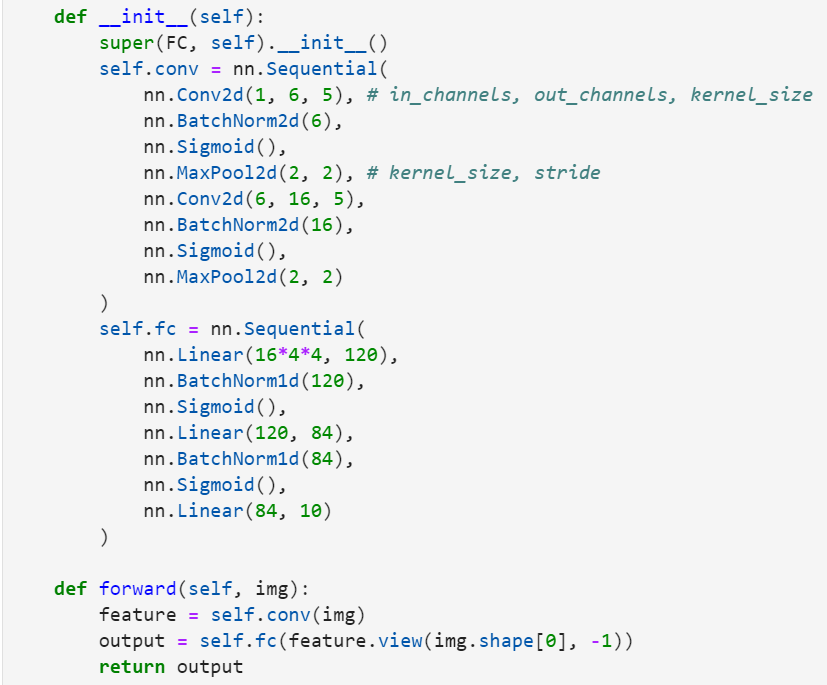 def __init__(self):
        super(FC, self).__init__()
        self.conv = nn.Sequential(
            nn.Conv2d(1, 6, 5), # in_channels, out_channels, kernel_size
            nn.BatchNorm2d(6),
            nn.Sigmoid(),
            nn.MaxPool2d(2, 2), # kernel_size, stride
            nn.Conv2d(6, 16, 5),
            nn.BatchNorm2d(16),
            nn.Sigmoid(),
            nn.MaxPool2d(2, 2)
        )
        self.fc = nn.Sequential(
            nn.Linear(16*4*4, 120),
            nn.BatchNorm1d(120),
            nn.Sigmoid(),
            nn.Linear(120, 84),
            nn.BatchNorm1d(84),
            nn.Sigmoid(),
            nn.Linear(84, 10)
        )

    def forward(self, img):
        feature = self.conv(img)
        output = self.fc(feature.view(img.shape[0], -1))
        return output